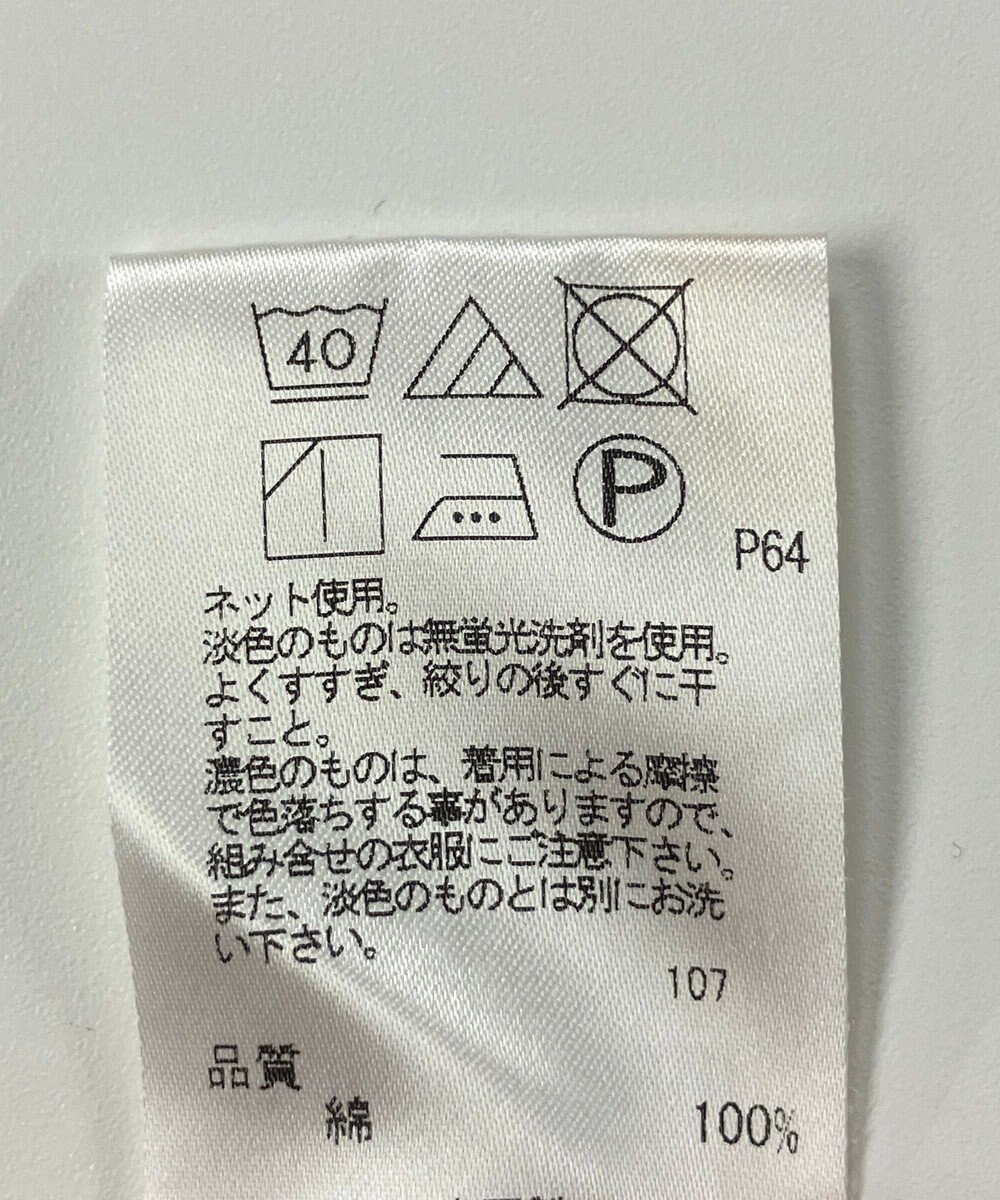 40
P
P64
ネット使用。
淡色のものは無蛍光洗剤を使用。
よくすすぎ、絞りの後すぐに干
すこと。
濃色のものは、着用による摩擦
で色落ちする事がありますので、
組み合せの衣服にご注意下さい。
また、淡色のものとは別にお洗
い下さい。
107
品質
綿 100%